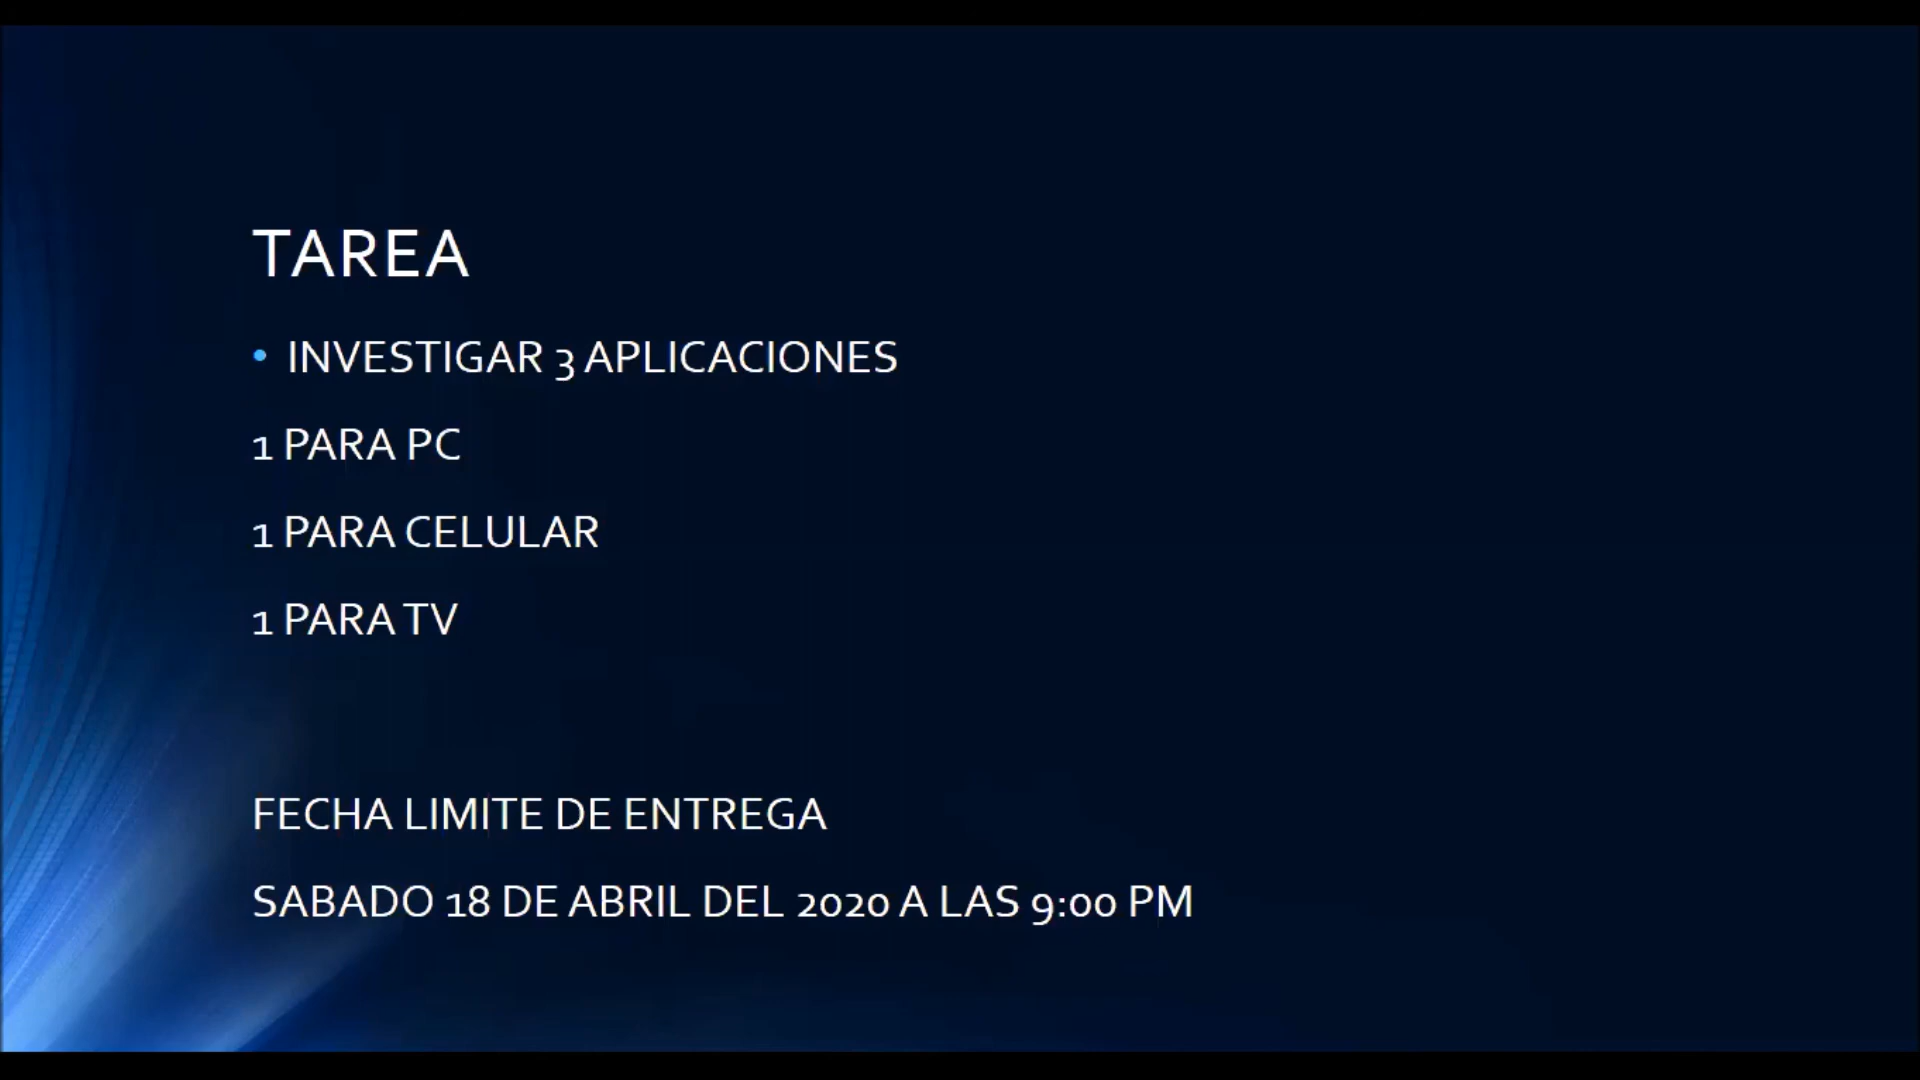 TAREA
• INVESTIGAR 3 APLICACIONES
1 PARA PC
1 PARA CELULAR
1 PARA TV
FECHA LIMITE DE ENTREGA
SABADO 18 DE ABRIL DEL 2020 A LAS 9:00 PM